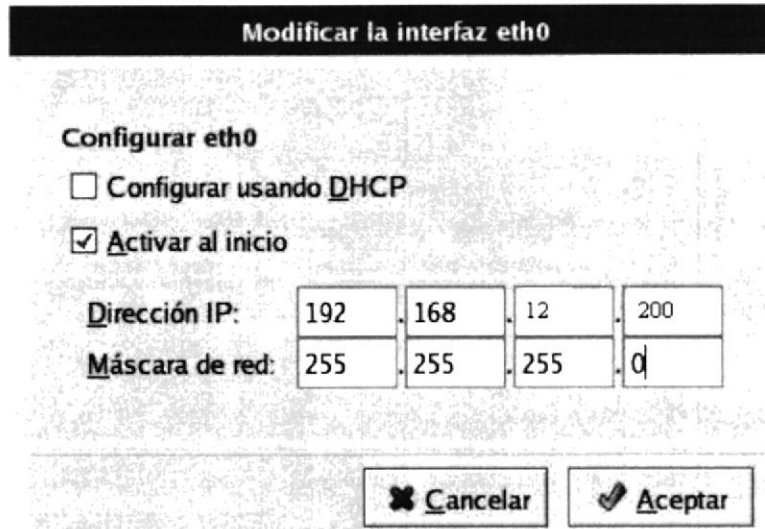 Modificar la interfaz eth0
Configurar eth0
Configurar usando DHCP
Activar al inicio
Dirección IP: 192 . 168 . 12 . 200
Máscara de red: 255 . 255 . 255 . 0
Cancelar Aceptar